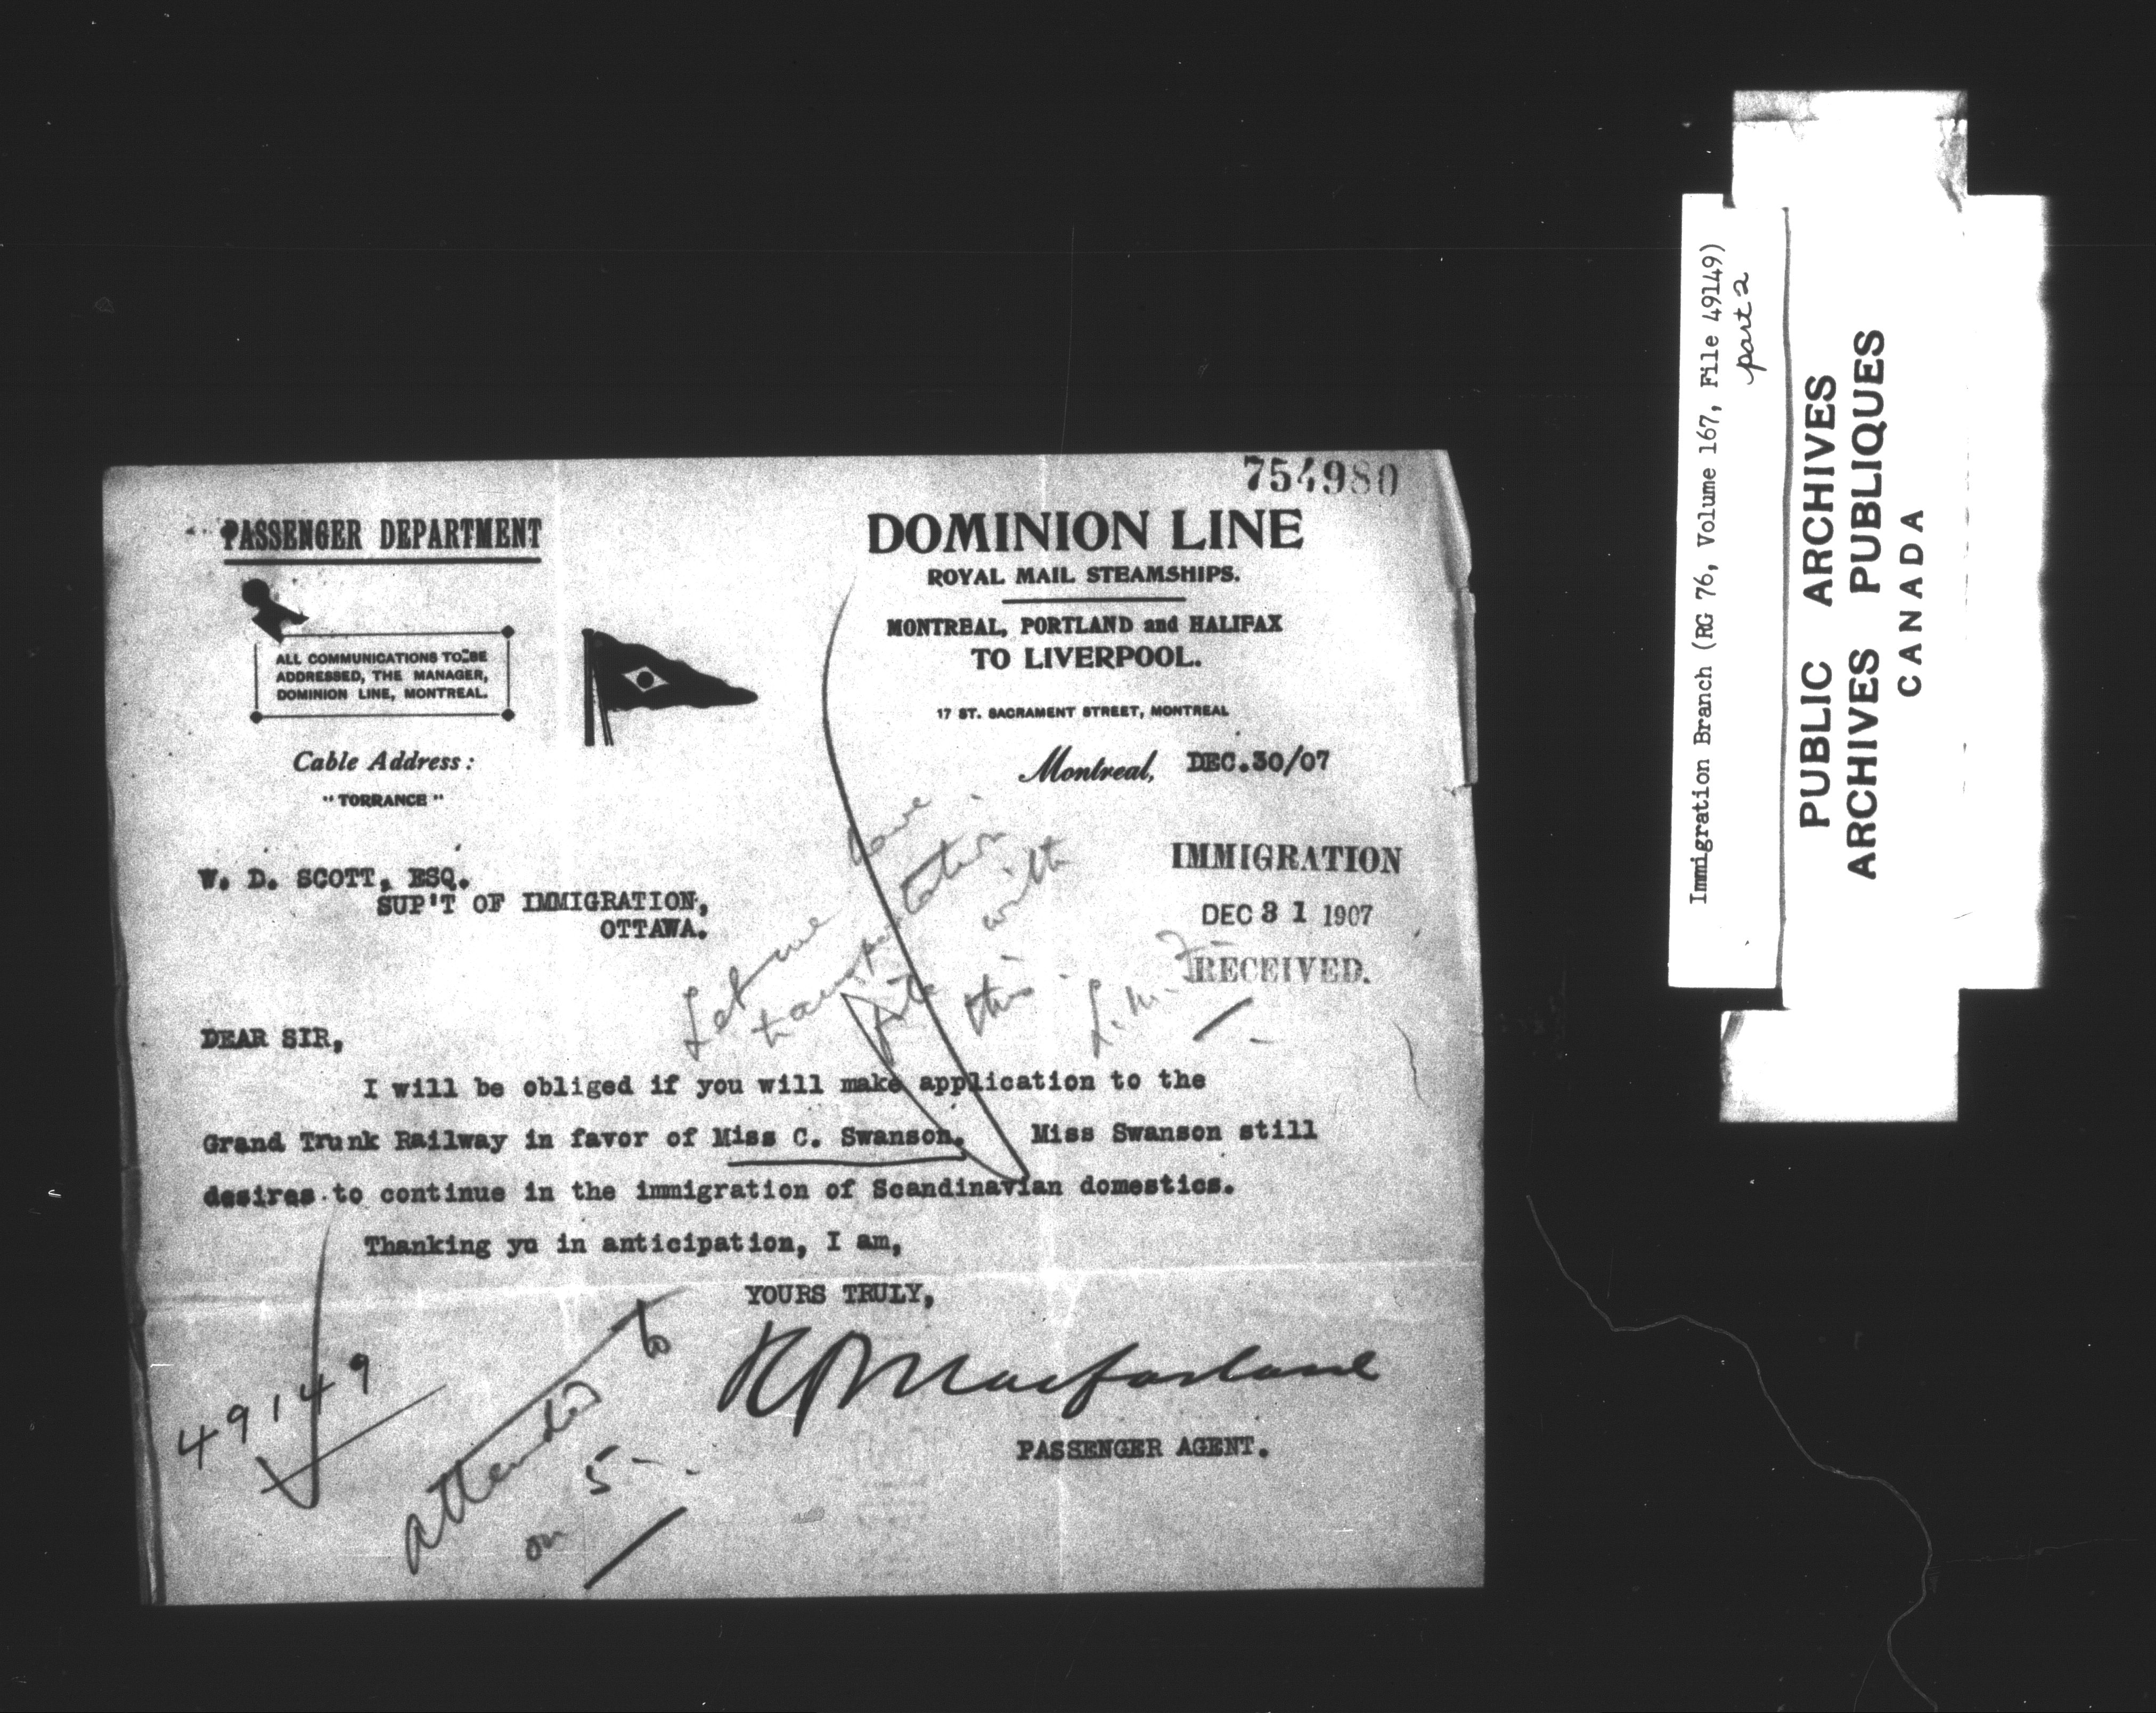 754980
PASSENGER DEPARTMENT
ALL COMMUNICATIONS TO BE
ADDRESSED, THE MANAGER,
DOMINION LINE, MONTREAL.
Cable Address:
"TORRANCE"
DOMINION LINE
ROYAL MAIL STEAMSHIPS.
MONTREAL, PORTLAND and HALIFAX
TO LIVERPOOL.
17 ST. SACRAMENT STREET, MONTREAL
Montreal, DEC.30/07
W. D. SCOTT, ESQ.
SUP'T OF IMMIGRATION,
OTTAWA.
IMMIGRATION
DEC 31 1907
RECEIVED.
Let me have
transportation
file with
this
L. M. F.
DEAR SIR,
I will be obliged if you will make application to the
Grand Trunk Railway in favor of Miss C. Swanson. Miss Swanson still
desires to continue in the immigration of Scandinavian domestics.
Thanking yu in anticipation, I am,
YOURS TRULY,
Macfarlane
PASSENGER AGENT.
49149
attended to
on 5
Immigration Branch (RG 76, Volume 167, File 49149)
part 2
PUBLIC ARCHIVES
ARCHIVES PUBLIQUES
CANADA